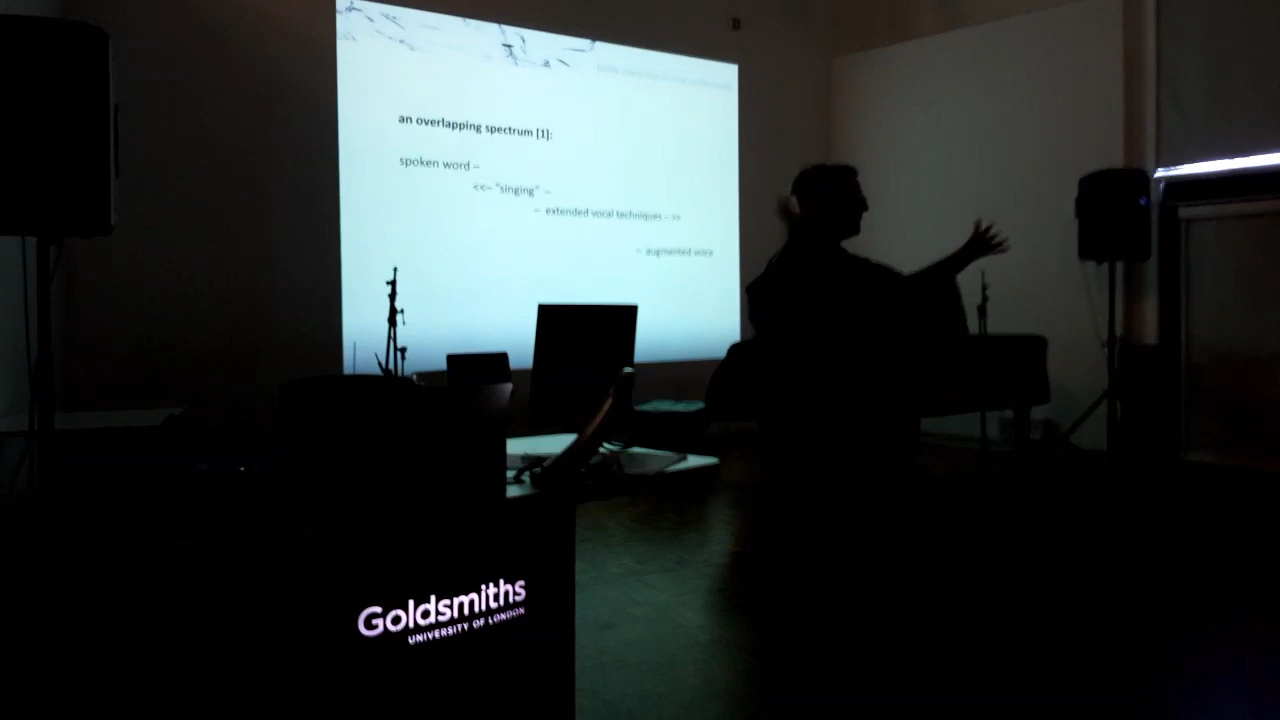 an overlapping spectrum [1]:
spoken word –
<<– "singing" –
– extended vocal techniques – >>
– augmented voice
Goldsmiths
UNIVERSITY OF LONDON